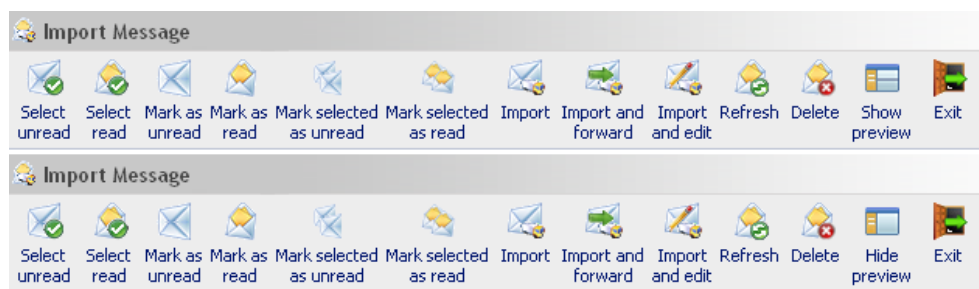 Import Message
Select Select Mark as Mark as Mark selected Mark selected Import Import and Import Refresh Delete Show Exit
unread read unread read as unread as read forward and edit preview
Import Message
Select Select Mark as Mark as Mark selected Mark selected Import Import and Import Refresh Delete Hide Exit
unread read unread read as unread as read forward and edit preview